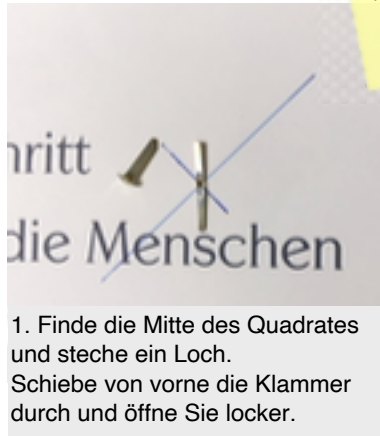 nritt
die Menschen
1. Finde die Mitte des Quadrates
und steche ein Loch.
Schiebe von vorne die Klammer
durch und öffne Sie locker.